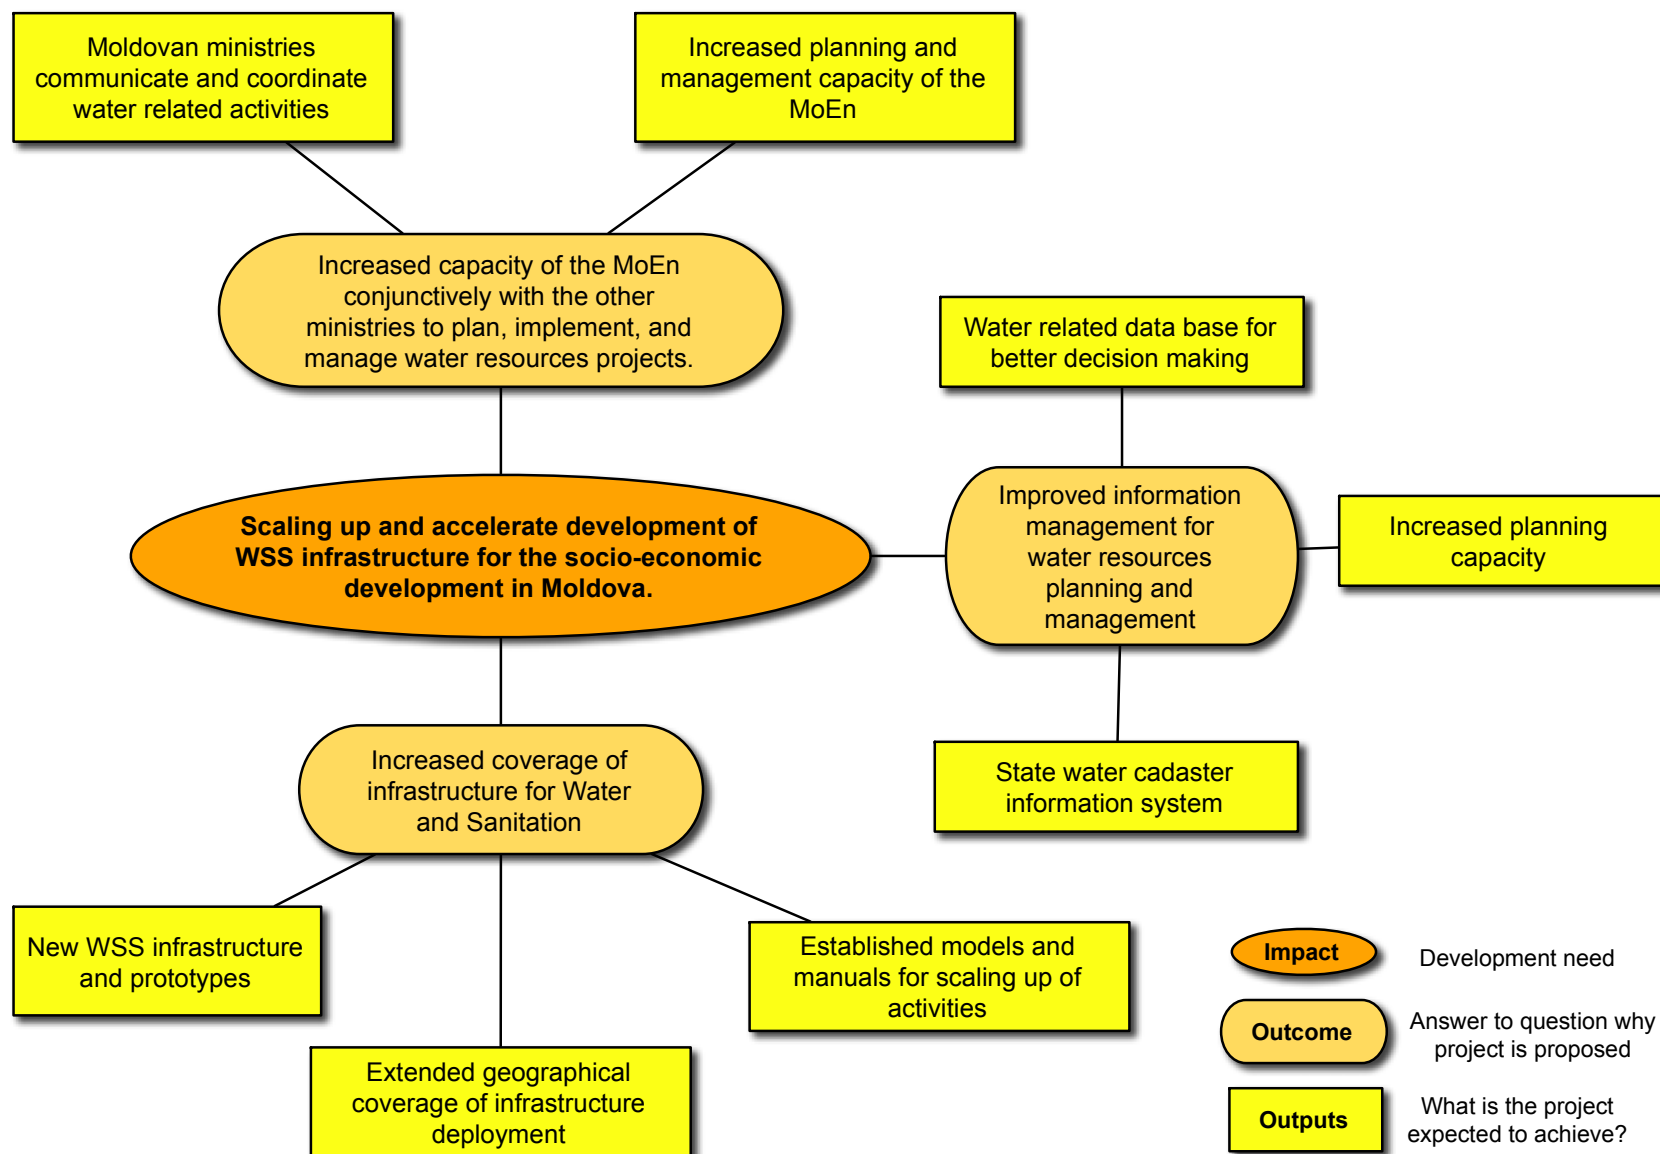 Moldovan ministries
communicate and coordinate
water related activities
Increased planning and
management capacity of the
MoEn
Increased capacity of the MoEn
conjunctively with the other
ministries to plan, implement, and
manage water resources projects.
Water related data base for
better decision making
Scaling up and accelerate development of
WSS infrastructure for the socio-economic
development in Moldova.
Improved information
management for
water resources
planning and
management
Increased planning
capacity
State water cadaster
information system
Increased coverage of
infrastructure for Water
and Sanitation
New WSS infrastructure
and prototypes
Established models and
manuals for scaling up of
activities
Extended geographical
coverage of infrastructure
deployment
Impact
Development need
Outcome
Answer to question why
project is proposed
Outputs
What is the project
expected to achieve?